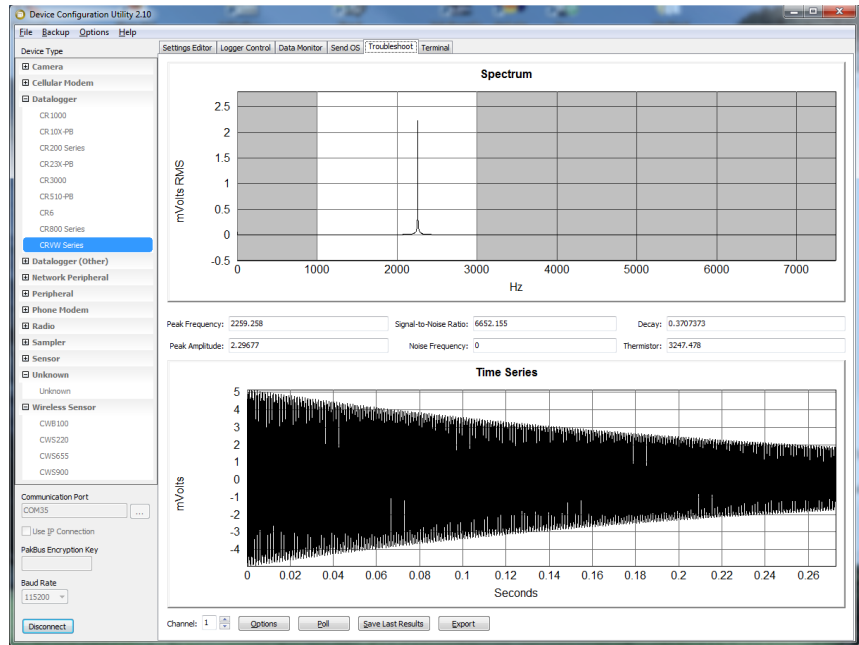 Device Configuration Utility 2.10
File Backup Options Help
Device Type
Camera
Cellular Modem
Datalogger
CR1000
CR10X-PB
CR200 Series
CR23X-PB
CR3000
CR510-PB
CR6
CR800 Series
CRVW Series
Datalogger (Other)
Network Peripheral
Peripheral
Phone Modem
Radio
Sampler
Sensor
Unknown
Unknown
Wireless Sensor
CWB100
CWS220
CWS655
CWS900
Communication Port
COM35
...
Use IP Connection
PakBus Encryption Key
Baud Rate
115200
Disconnect
Settings Editor Logger Control Data Monitor Send OS Troubleshoot Terminal
Spectrum
mVolts RMS
2.5
2
1.5
1
0.5
0
-0.5
0 1000 2000 3000 4000 5000 6000 7000
Hz
Peak Frequency: 2259.258 Signal-to-Noise Ratio: 6652.155 Decay: 0.3707373
Peak Amplitude: 2.29677 Noise Frequency: 0 Thermistor: 3247.478
Time Series
mVolts
5
4
3
2
1
0
-1
-2
-3
-4
0 0.02 0.04 0.06 0.08 0.1 0.12 0.14 0.16 0.18 0.2 0.22 0.24 0.26
Seconds
Channel: 1 Options Poll Save Last Results Export